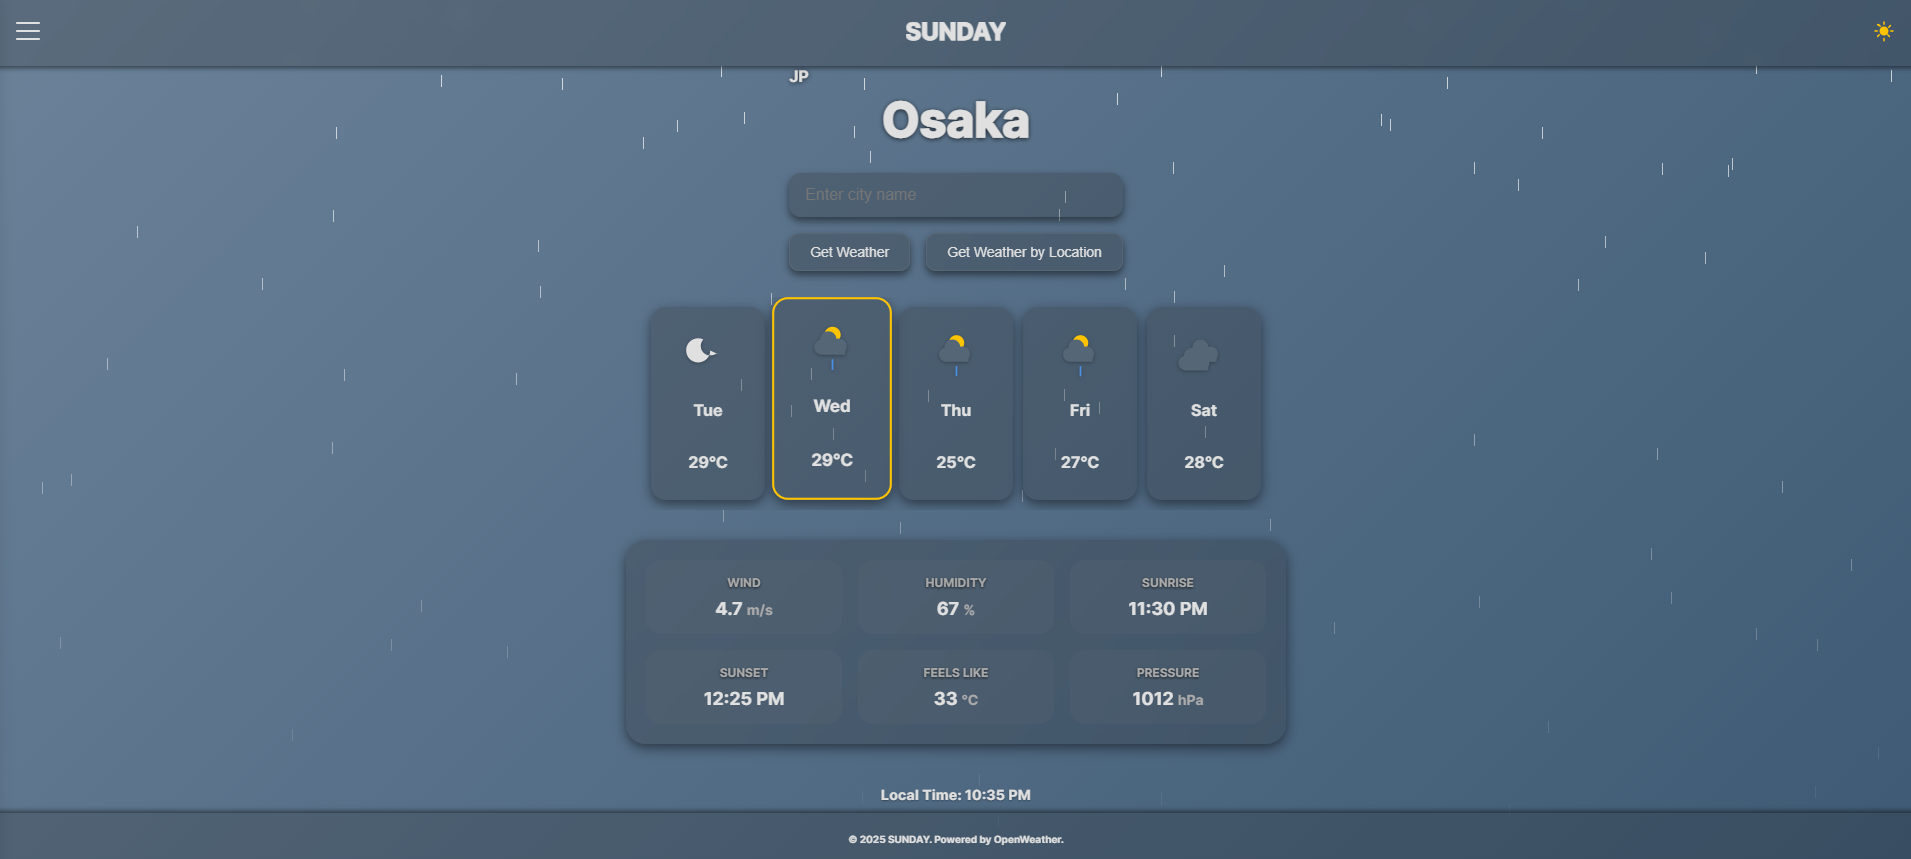 SUNDAY
JP
Osaka
Enter city name
Get Weather
Get Weather by Location
Tue
29°C
Wed
29°C
Thu
25°C
Fri
27°C
Sat
28°C
WIND
4.7 m/s
HUMIDITY
67 %
SUNRISE
11:30 PM
SUNSET
12:25 PM
FEELS LIKE
33 °C
PRESSURE
1012 hPa
Local Time: 10:35 PM
© 2025 SUNDAY. Powered by OpenWeather.